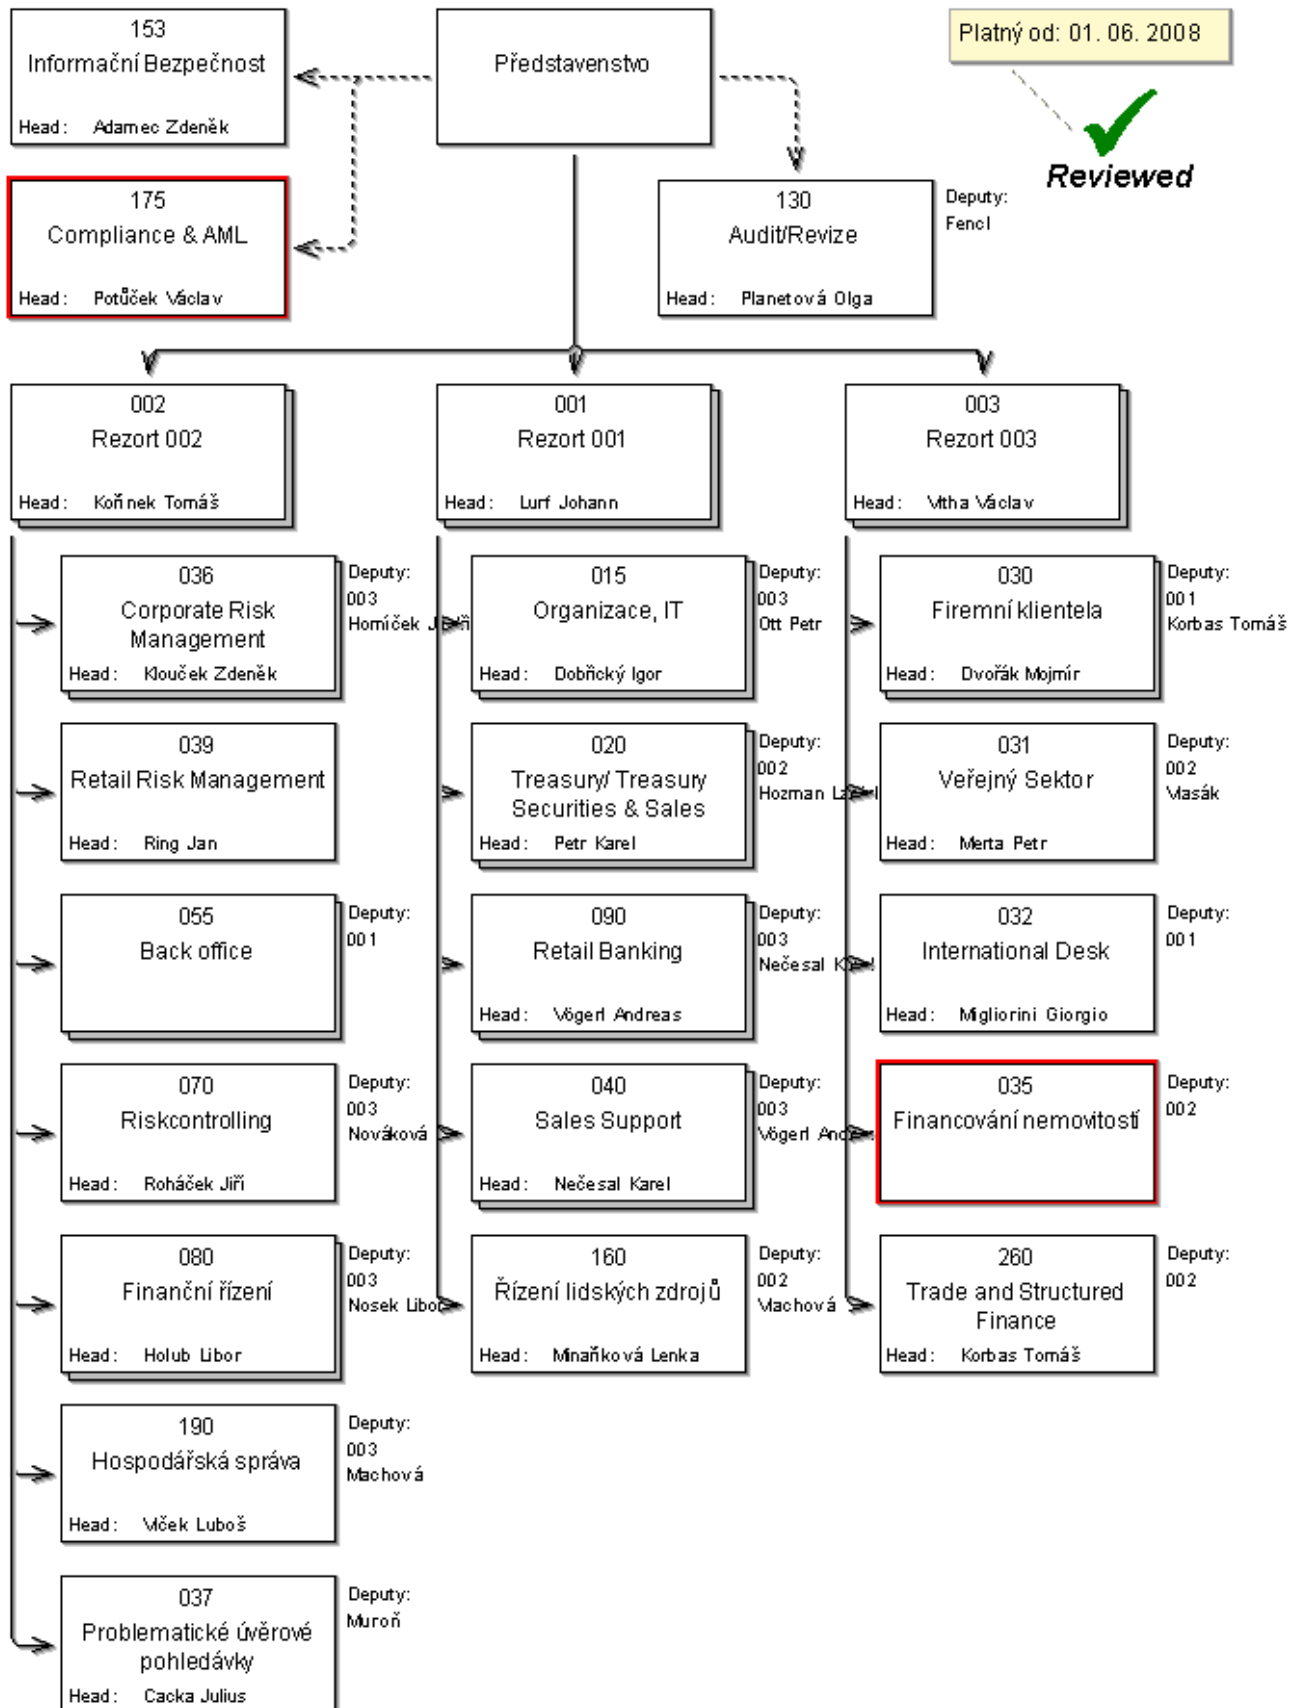 153
Informační Bezpečnost
Head: Adamec Zdeněk
Představenstvo
Platný od: 01. 06. 2008
Reviewed
175
Compliance & AML
Head: Potůček Václav
130
Audit/Revize
Head: Planetová Olga
Deputy:
Fencl
002
Rezort 002
Head: Kořínek Tomáš
001
Rezort 001
Head: Lurf Johann
003
Rezort 003
Head: Václav
036
Corporate Risk
Management
Head: Klouček Zdeněk
Deputy:
003
Horníček
039
Retail Risk Management
Head: Ring Jan
055
Back office
Deputy:
001
070
Riskcontrolling
Head: Roháček Jiří
Deputy:
003
Nováková
080
Finanční řízení
Head: Holub Libor
Deputy:
003
Nosek Libor
190
Hospodářská správa
Head: Vlček Luboš
Deputy:
003
Machová
037
Problematické úvěrové
pohledávky
Head: Cacka Julius
Deputy:
Muroň
015
Organizace, IT
Head: Dobřický Igor
Deputy:
003
Ott Petr
020
Treasury/ Treasury
Securities & Sales
Head: Petr Karel
Deputy:
002
Hozman
090
Retail Banking
Head: Vögerl Andreas
Deputy:
003
Nečesal
040
Sales Support
Head: Nečesal Karel
Deputy:
003
Vögerl
160
Řízení lidských zdrojů
Head: Minaříková Lenka
Deputy:
002
030
Firemní klientela
Head: Dvořák Mojmír
Deputy:
001
Korbas Tomáš
031
Veřejný Sektor
Head: Merta Petr
Deputy:
002
032
International Desk
Head: Migliorini Giorgio
Deputy:
001
035
Financování nemovitostí
Deputy:
002
260
Trade and Structured
Finance
Head: Korbas Tomáš
Deputy:
002